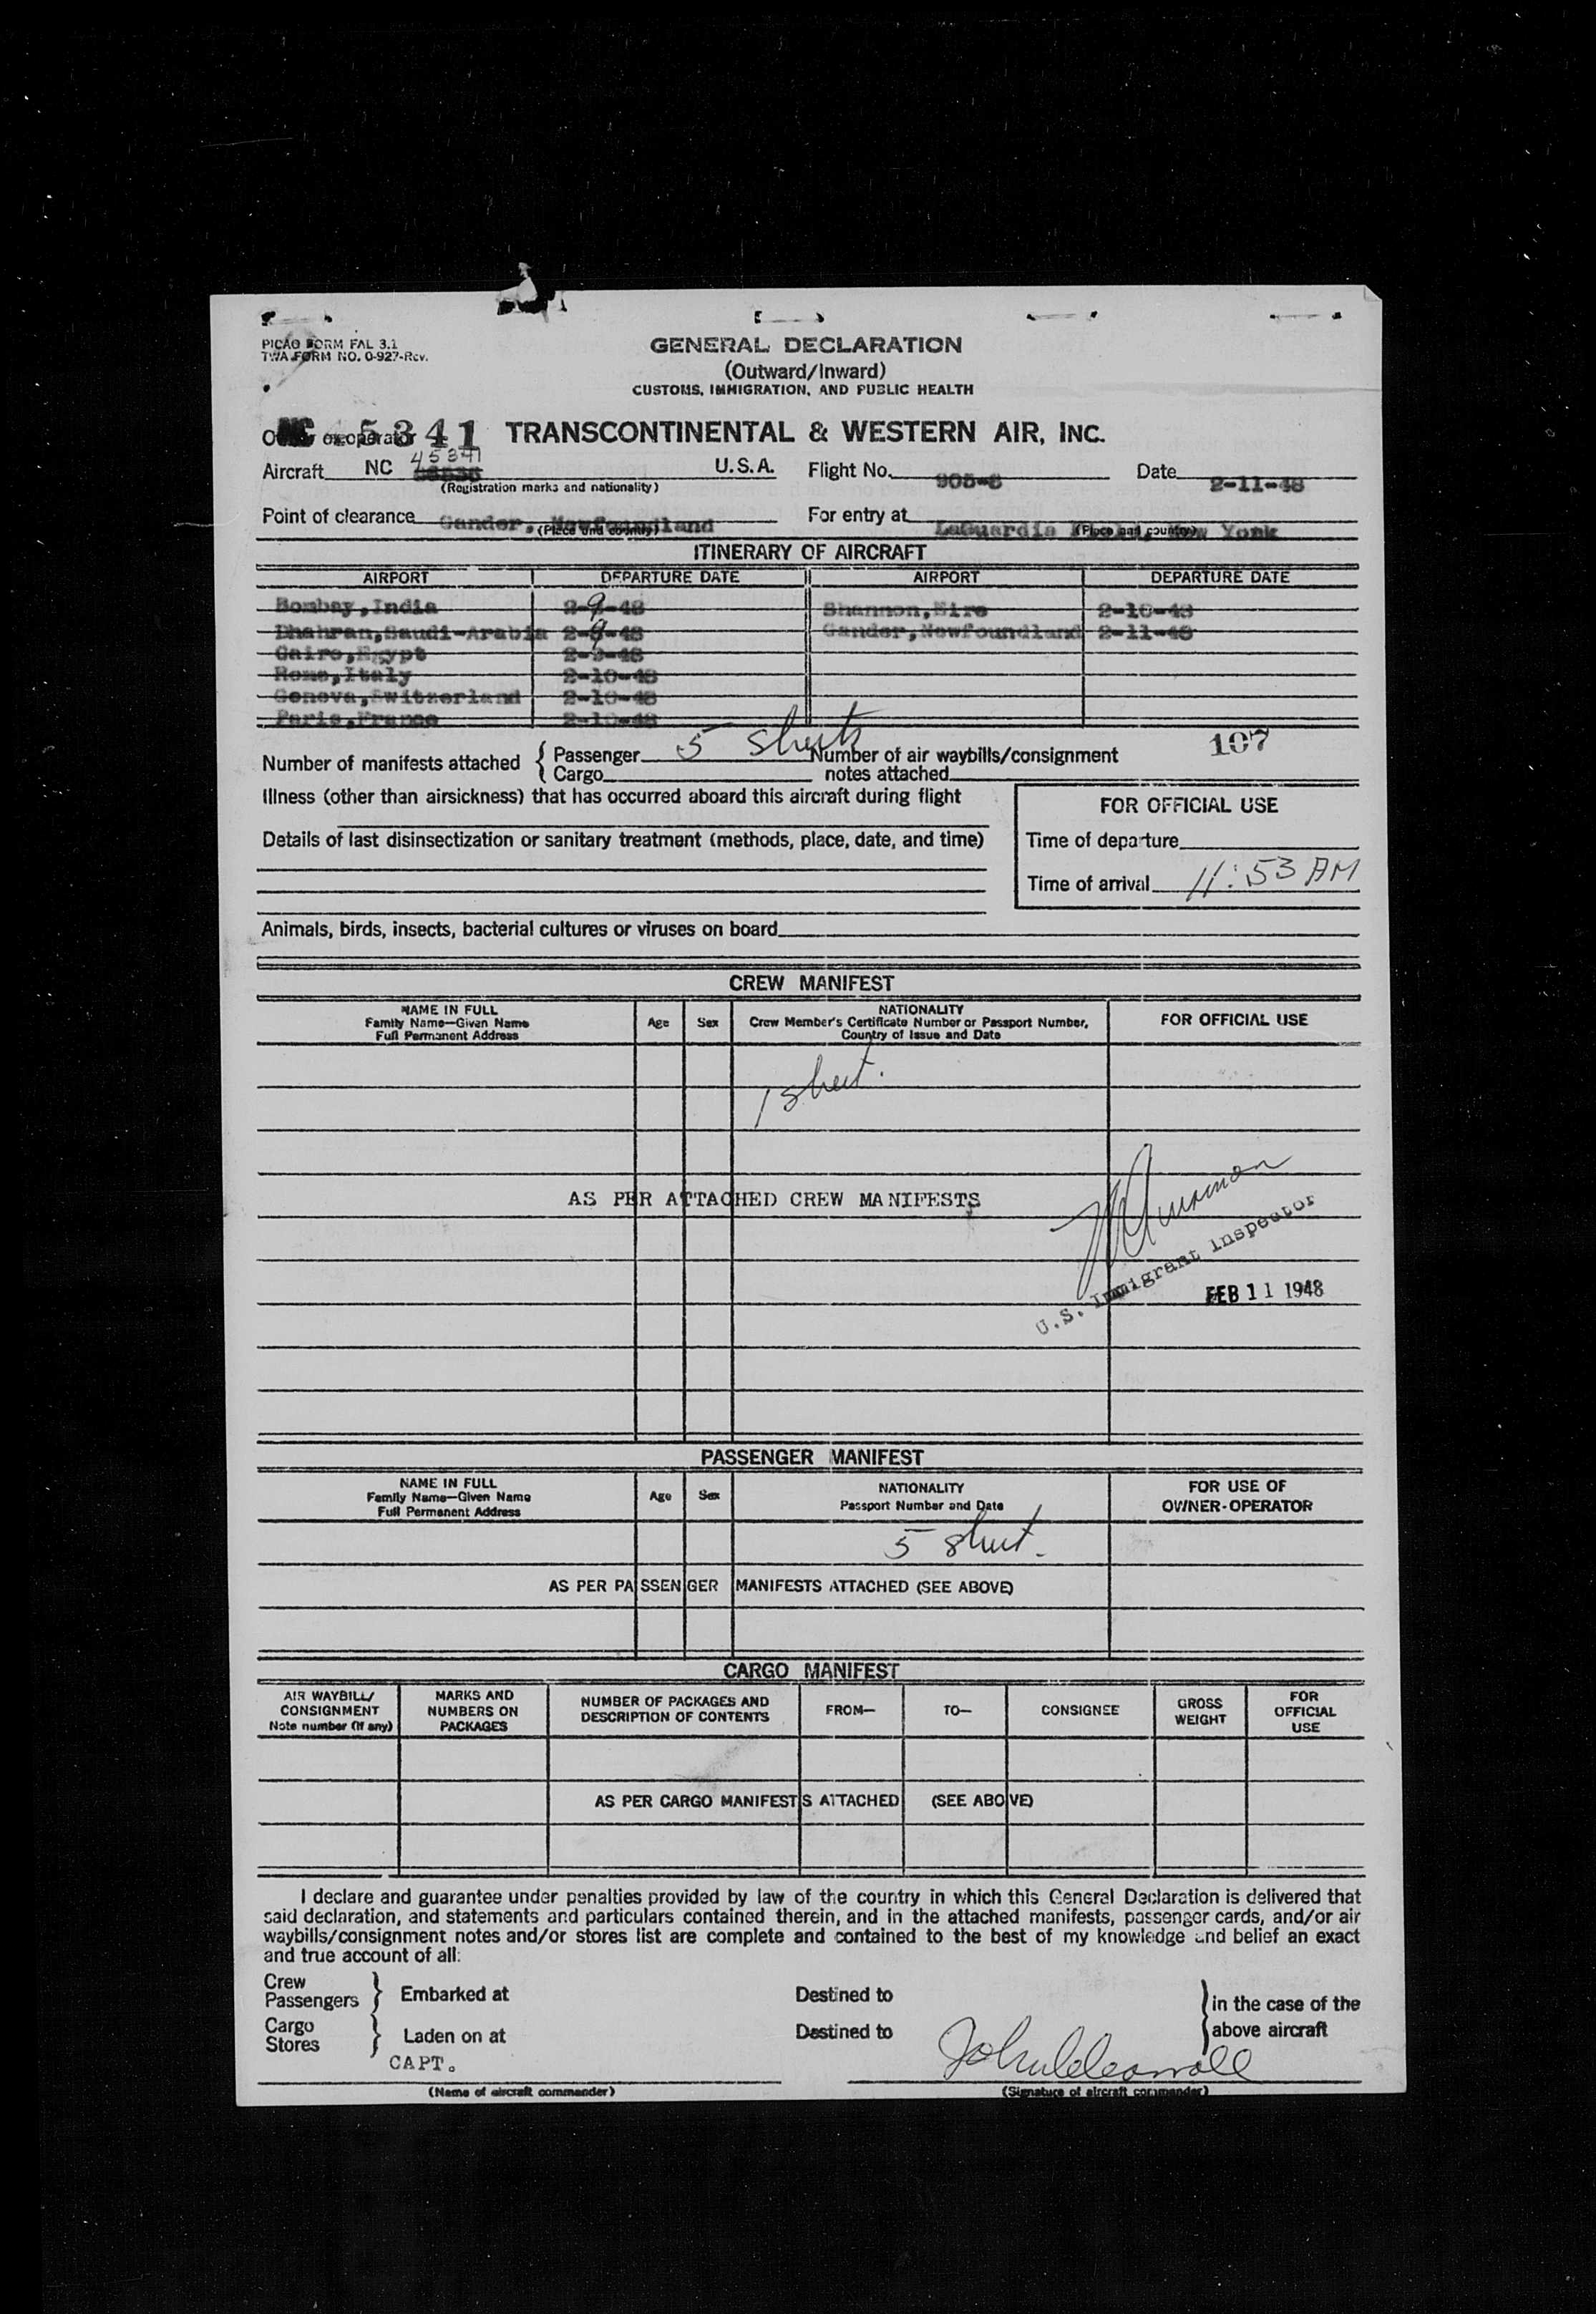 PICAO FORM FAL 3.1
TWA FORM NO. 0-927-Rev.
GENERAL DECLARATION
(Outward/Inward)
CUSTOMS, IMMIGRATION, AND PUBLIC HEALTH
NC 45341 TRANSCONTINENTAL & WESTERN AIR, INC.
or operator
45341
Aircraft NC U.S.A. Flight No. 905-8 Date 2-11-48
(Registration marks and nationality)
Point of clearance Gander, Newfoundland For entry at LaGuardia New York
(Place and country) (Place and country)
ITINERARY OF AIRCRAFT
AIRPORT DEPARTURE DATE AIRPORT DEPARTURE DATE
Bombay, India 2-9-48 Shannon, Eire 2-10-48
Dhahran, Saudi-Arabia 2-9-48 Gander, Newfoundland 2-11-48
Cairo, Egypt 2-9-48
Rome, Italy 2-10-48
Geneva, Switzerland 2-10-48
Paris, France 2-10-48
107
Number of manifests attached { Passenger 5 sheets Number of air waybills/consignment
Cargo notes attached
Illness (other than airsickness) that has occurred aboard this aircraft during flight
FOR OFFICIAL USE
Details of last disinsectization or sanitary treatment (methods, place, date, and time)
Time of departure
Time of arrival 11:53 AM
Animals, birds, insects, bacterial cultures or viruses on board
CREW MANIFEST
NAME IN FULL
Family Name—Given Name
Full Permanent Address
Age Sex
NATIONALITY
Crew Member's Certificate Number or Passport Number,
Country of Issue and Date
FOR OFFICIAL USE
1 sheet.
AS PER ATTACHED CREW MANIFESTS
U.S. Immigrant Inspector
FEB 11 1948
PASSENGER MANIFEST
NAME IN FULL
Family Name—Given Name
Full Permanent Address
Age Sex
NATIONALITY
Passport Number and Date
FOR USE OF
OWNER-OPERATOR
5 sheet.
AS PER PASSENGER MANIFESTS ATTACHED (SEE ABOVE)
CARGO MANIFEST
AIR WAYBILL/
CONSIGNMENT
Note number (if any)
MARKS AND
NUMBERS ON
PACKAGES
NUMBER OF PACKAGES AND
DESCRIPTION OF CONTENTS
FROM—
TO—
CONSIGNEE
GROSS
WEIGHT
FOR
OFFICIAL
USE
AS PER CARGO MANIFESTS ATTACHED (SEE ABOVE)
I declare and guarantee under penalties provided by law of the country in which this General Declaration is delivered that
said declaration, and statements and particulars contained therein, and in the attached manifests, passenger cards, and/or air
waybills/consignment notes and/or stores list are complete and contained to the best of my knowledge and belief an exact
and true account of all:
Crew
Passengers } Embarked at Destined to
Cargo
Stores } Laden on at Destined to
} in the case of the
above aircraft
CAPT.
(Name of aircraft commander) (Signature of aircraft commander)